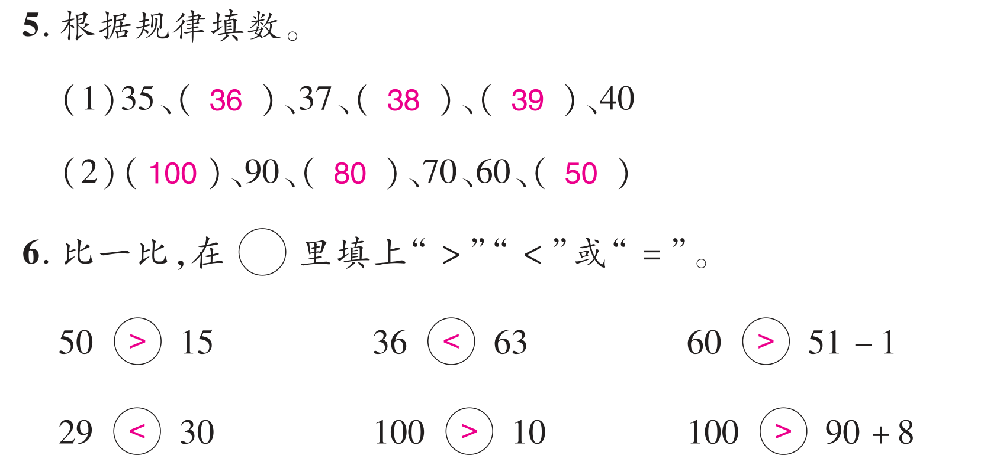 5. 根据规律填数。
(1)35、( 36 )、37、( 38 )、( 39 )、40
(2)( 100 )、90、( 80 )、70、60、( 50 )
6. 比一比,在 ○ 里填上“ > ”“ < ”或“ = ”。
50 > 15 36 < 63 60 > 51 − 1
29 < 30 100 > 10 100 > 90 + 8